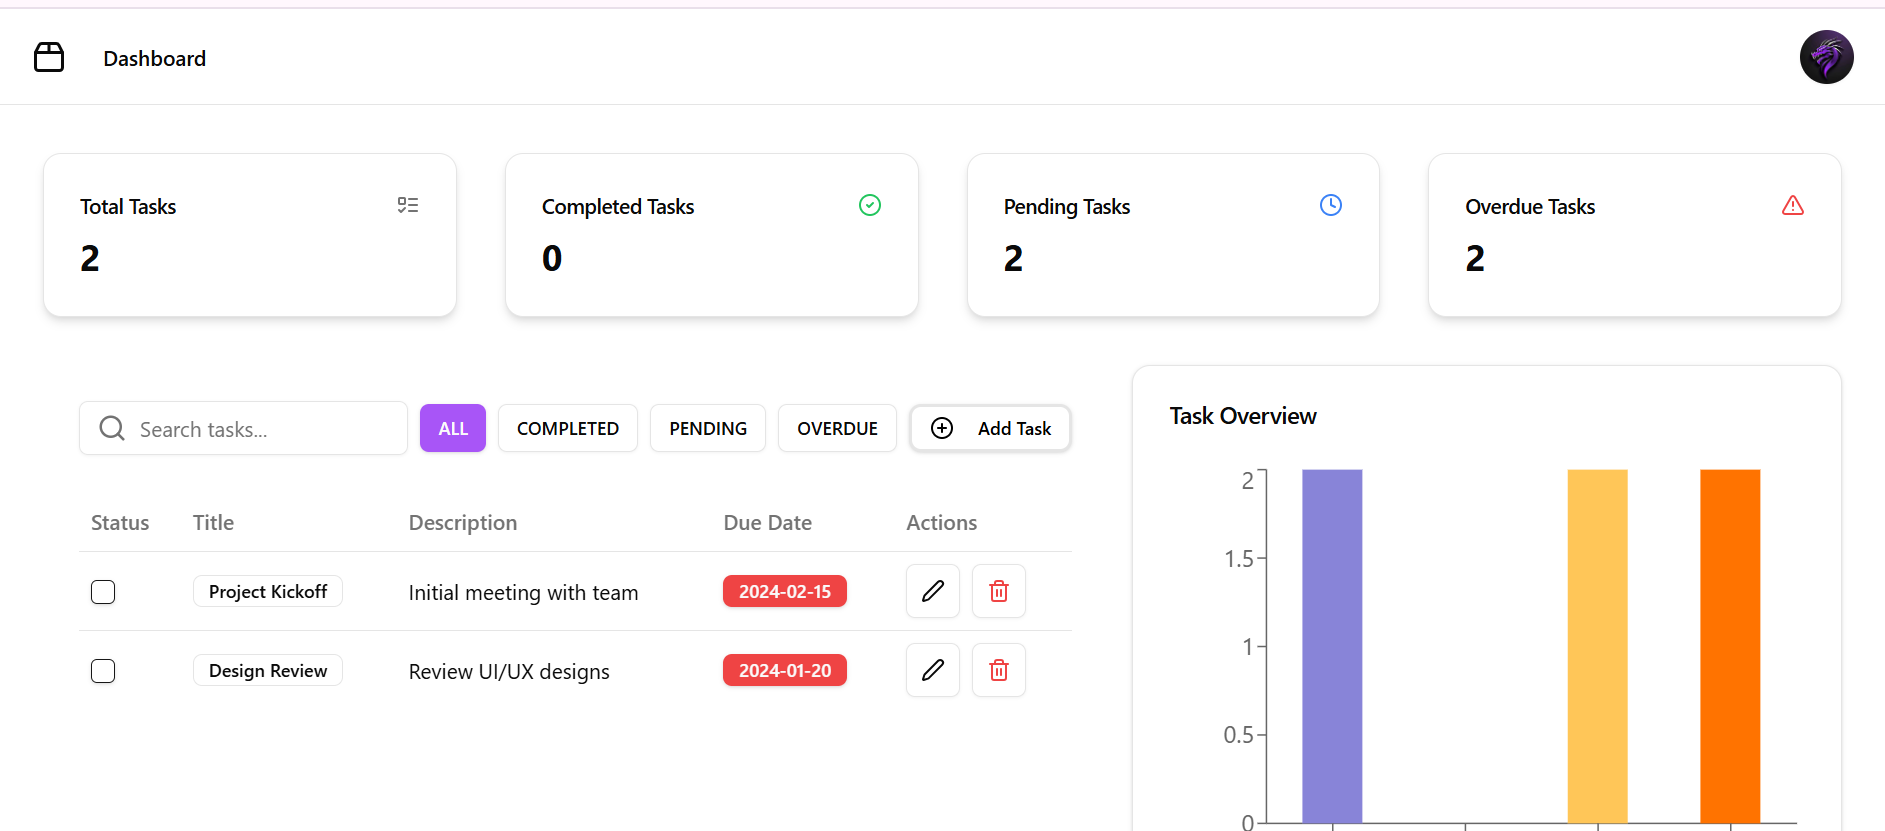 Dashboard
Total Tasks
2
Completed Tasks
0
Pending Tasks
2
Overdue Tasks
2
Search tasks...
ALL
COMPLETED
PENDING
OVERDUE
Add Task
Status Title Description Due Date Actions
Project Kickoff Initial meeting with team 2024-02-15
Design Review Review UI/UX designs 2024-01-20
Task Overview
2
1.5
1
0.5
0